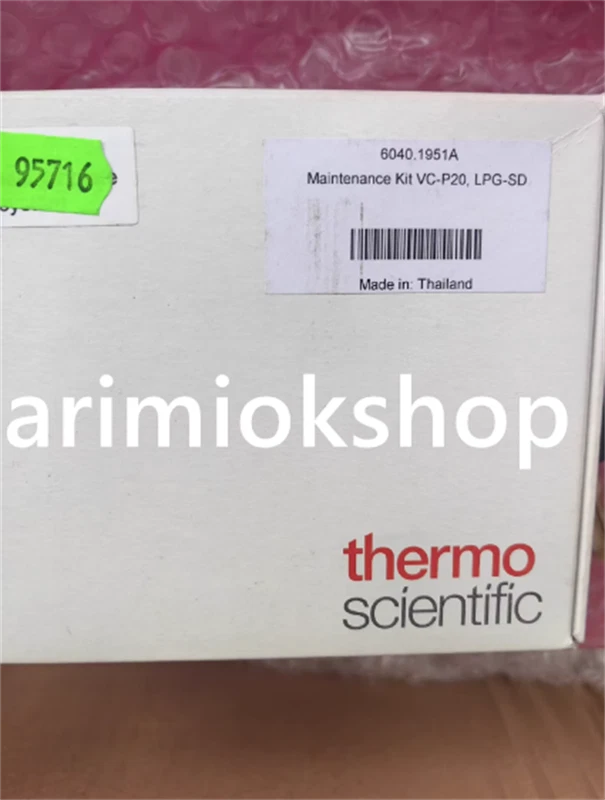 95716
6040.1951A
Maintenance Kit VC-P20, LPG-SD
Made in: Thailand
arimiokshop
thermo
scientific